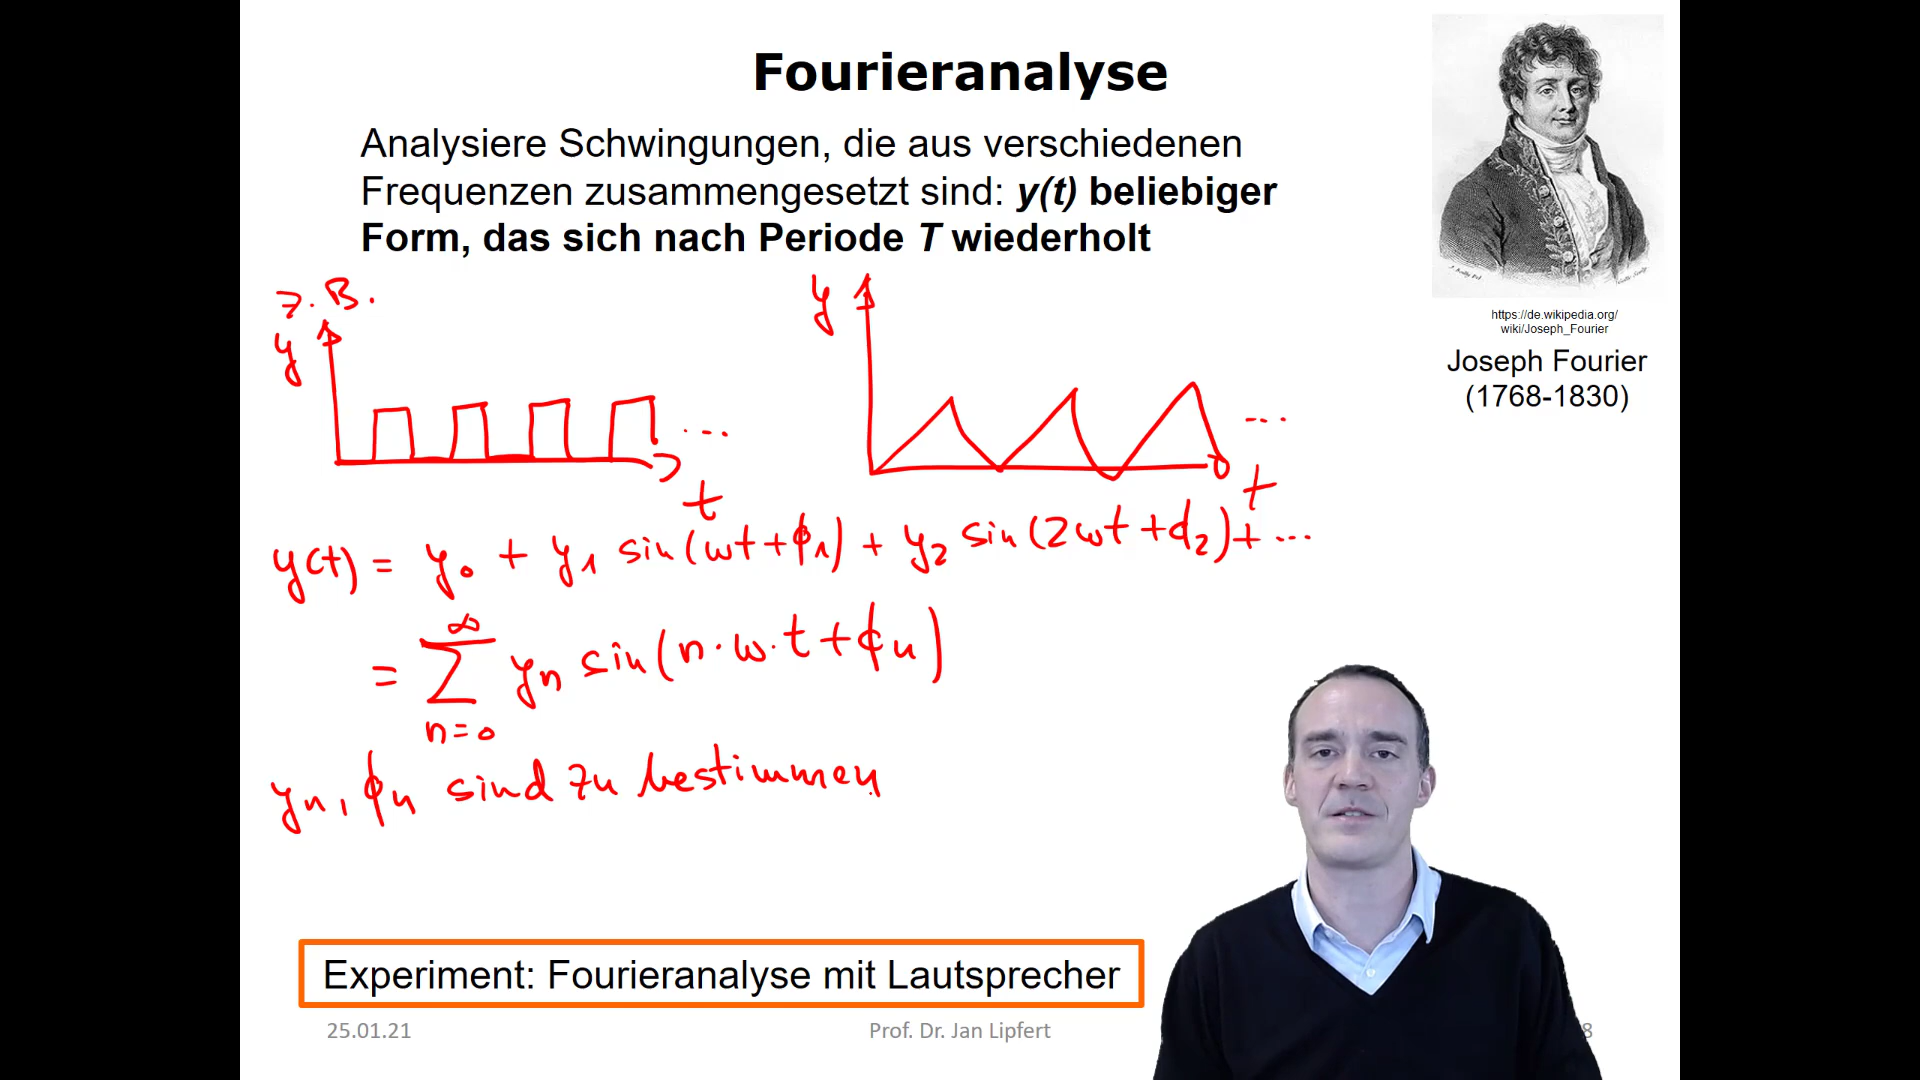 Fourieranalyse
Analysiere Schwingungen, die aus verschiedenen
Frequenzen zusammengesetzt sind: y(t) beliebiger
Form, das sich nach Periode T wiederholt
https://de.wikipedia.org/
wiki/Joseph_Fourier
Joseph Fourier
(1768-1830)
z.B.
y
...
t
y
...
t
y(t) = y₀ + y₁ sin(ωt+ϕ₁) + y₂ sin(2ωt+ϕ₂)+ ...
= ∑ₙ₌₀^∞ yₙ sin(n·ω·t+ϕₙ)
yₙ, ϕₙ sind zu bestimmen
Experiment: Fourieranalyse mit Lautsprecher
25.01.21
Prof. Dr. Jan Lipfert
8